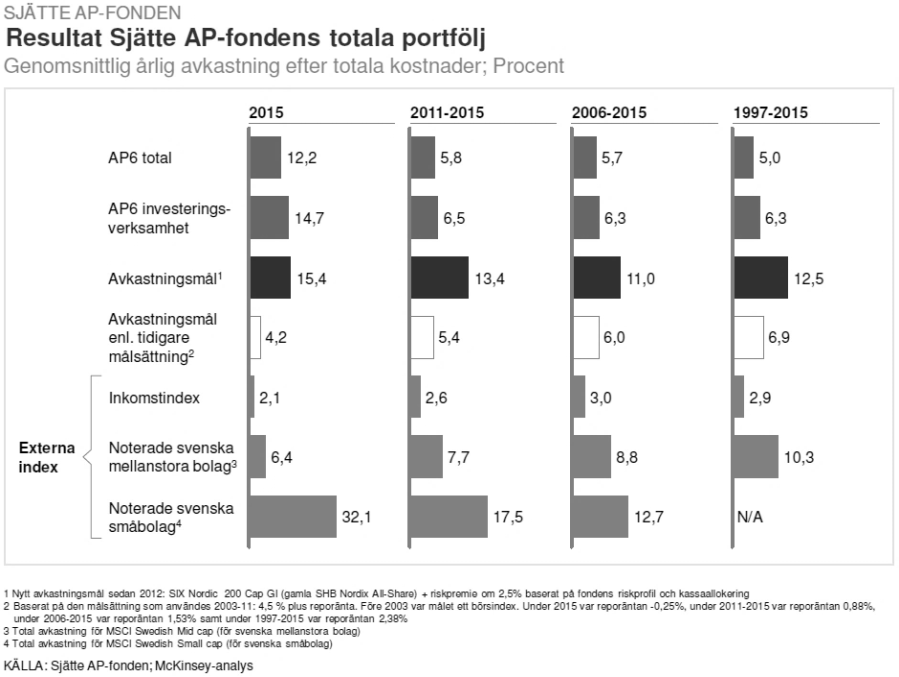 SJÄTTE AP-FONDEN
Resultat Sjätte AP-fondens totala portfölj
Genomsnittlig årlig avkastning efter totala kostnader; Procent
2015 2011-2015 2006-2015 1997-2015
AP6 total 12,2 5,8 5,7 5,0
AP6 investerings-
verksamhet 14,7 6,5 6,3 6,3
Avkastningsmål1 15,4 13,4 11,0 12,5
Avkastningsmål
enl. tidigare 4,2 5,4 6,0 6,9
målsättning2
Inkomstindex 2,1 2,6 3,0 2,9
Externa
index
Noterade svenska
mellanstora bolag3 6,4 7,7 8,8 10,3
Noterade svenska
småbolag4 32,1 17,5 12,7 N/A
1 Nytt avkastningsmål sedan 2012: SIX Nordic 200 Cap GI (gamla SHB Nordix All-Share) + riskpremie om 2,5% baserat på fondens riskprofil och kassaallokering
2 Baserat på den målsättning som användes 2003-11: 4,5 % plus reporänta. Före 2003 var målet ett börsindex. Under 2015 var reporäntan -0,25%, under 2011-2015 var reporäntan 0,88%,
under 2006-2015 var reporäntan 1,53% samt under 1997-2015 var reporäntan 2,38%
3 Total avkastning för MSCI Swedish Mid cap (för svenska mellanstora bolag)
4 Total avkastning för MSCI Swedish Small cap (för svenska småbolag)
KÄLLA: Sjätte AP-fonden; McKinsey-analys